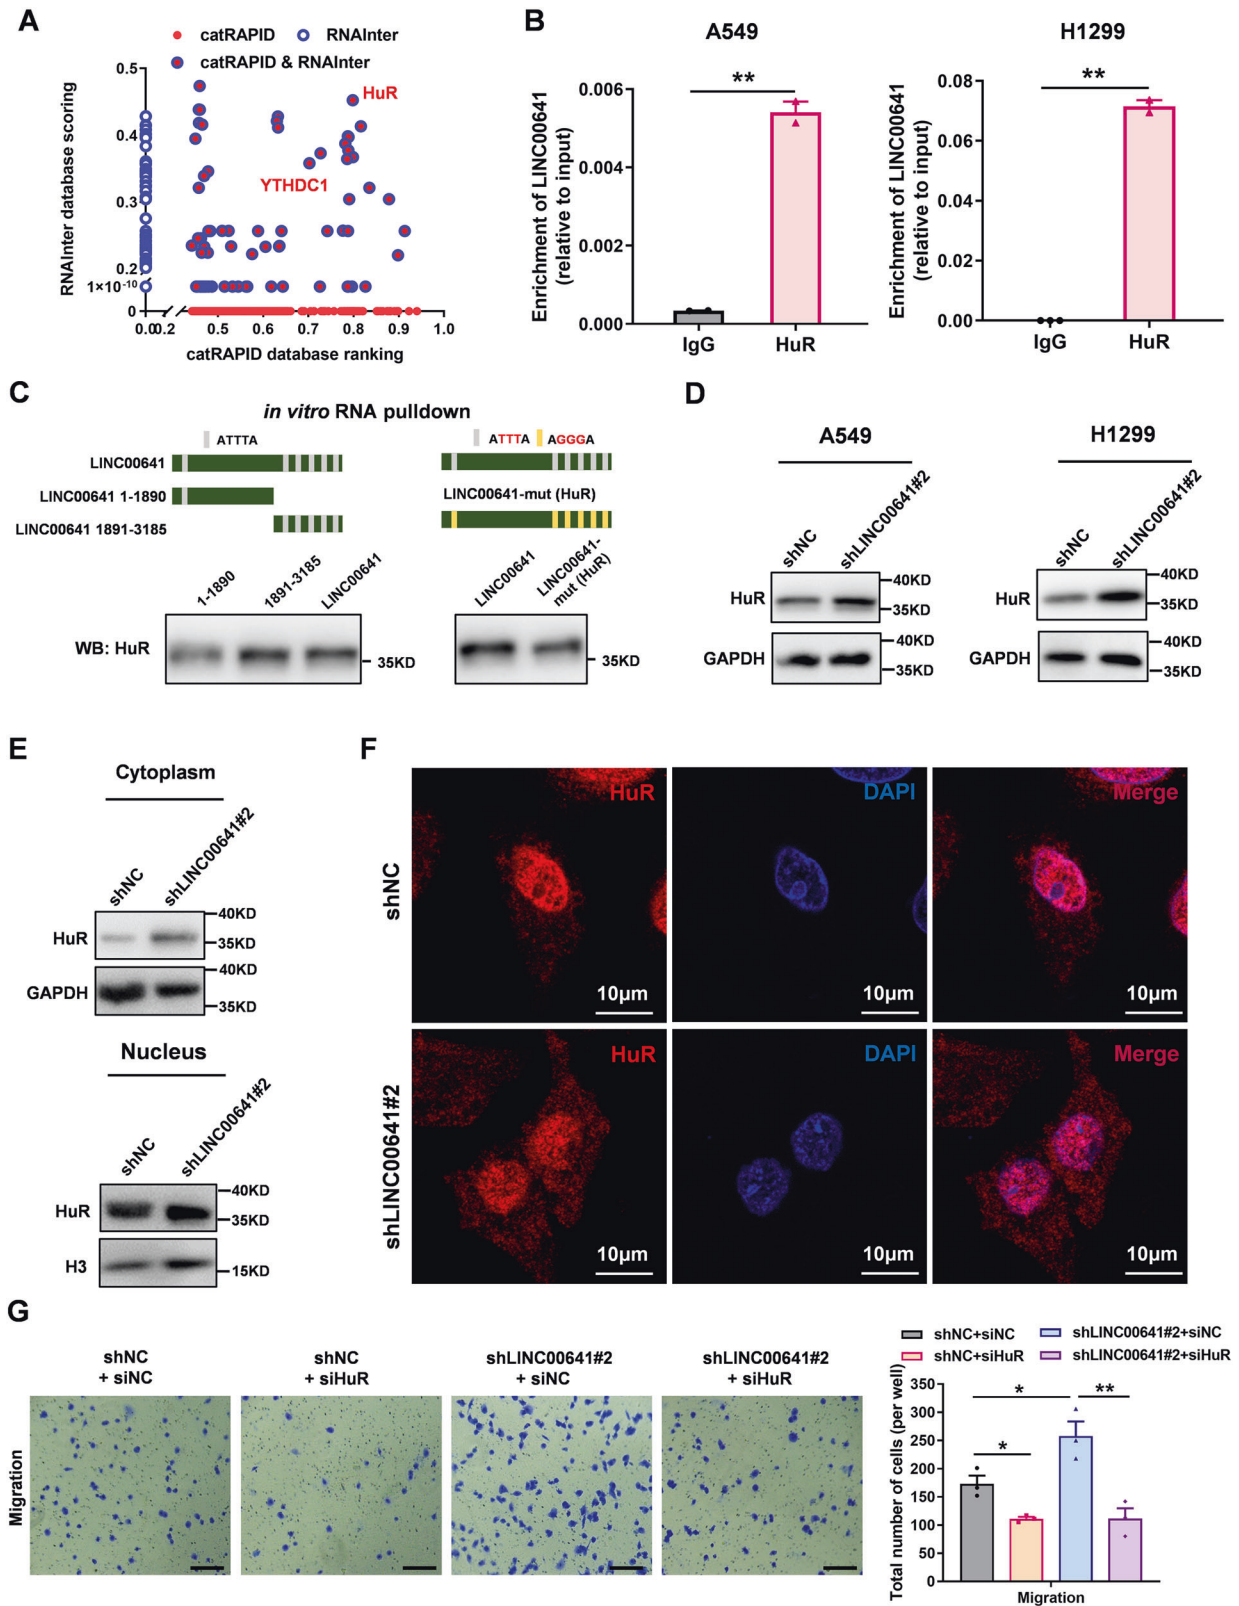 A
catRAPID
RNAInter
catRAPID & RNAInter
RNAInter database scoring
0.5
0.4
0.3
0.2
1×10⁻¹⁰
0
HuR
YTHDC1
0.0 0.2 0.5 0.6 0.7 0.8 0.9 1.0
catRAPID database ranking
B
A549
Enrichment of LINC00641
(relative to input)
0.006
0.004
0.002
0.000
**
IgG HuR
H1299
Enrichment of LINC00641
(relative to input)
0.08
0.06
0.04
0.02
0.00
**
IgG HuR
C
in vitro RNA pulldown
ATTTA
LINC00641
LINC00641 1-1890
LINC00641 1891-3185
ATTTA AGGGA
LINC00641-mut (HuR)
1-1890
1891-3185
LINC00641
WB: HuR
35KD
LINC00641
LINC00641-
mut (HuR)
35KD
D
A549
shNC
shLINC00641#2
HuR
40KD
35KD
GAPDH
40KD
35KD
H1299
shNC
shLINC00641#2
HuR
40KD
35KD
GAPDH
40KD
35KD
E
Cytoplasm
shNC
shLINC00641#2
HuR
40KD
35KD
GAPDH
40KD
35KD
Nucleus
shNC
shLINC00641#2
HuR
40KD
35KD
H3
15KD
F
shNC
HuR
10μm
DAPI
10μm
Merge
10μm
shLINC00641#2
HuR
10μm
DAPI
10μm
Merge
10μm
G
Migration
shNC
+ siNC
shNC
+ siHuR
shLINC00641#2
+ siNC
shLINC00641#2
+ siHuR
shNC+siNC
shLINC00641#2+siNC
shNC+siHuR
shLINC00641#2+siHuR
Total number of cells (per well)
350
300
250
200
150
100
50
0
*
*
**
Migration